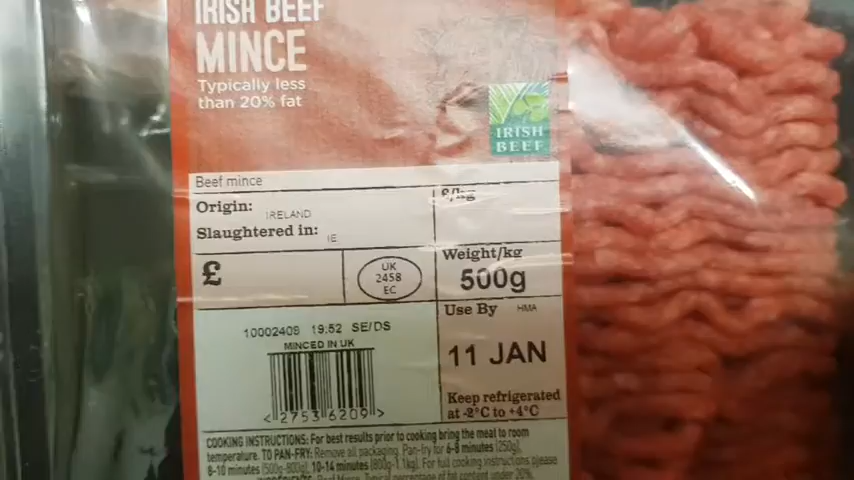 IRISH BEEF
MINCE
Typically less
than 20% fat
IRISH
BEEF
Beef mince
Origin: IRELAND
Slaughtered in: IE
£/kg
£
UK
2458
EC
Weight/kg
500g
Use By HMA
11 JAN
Keep refrigerated
at -2°C to +4°C
10002409 19.52 SE/DS
MINCED IN UK
<2753 6209>
COOKING INSTRUCTIONS: For best results prior to cooking bring the meat to room
temperature. TO PAN-FRY: Remove all packaging. Pan-fry for 6-8 minutes (250g),
8-10 minutes (500g-800g), 10-14 minutes (800g-1.1kg). For full cooking instructions please